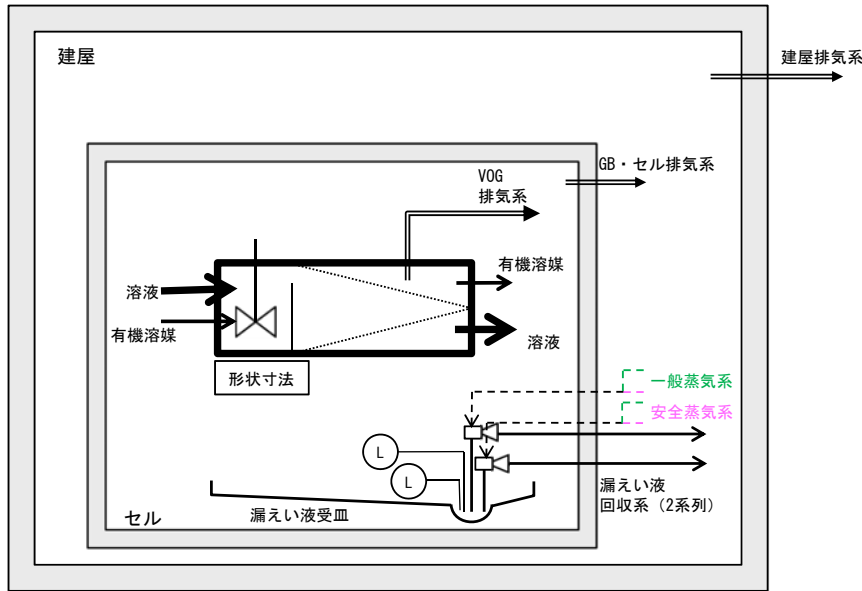 建屋
建屋排気系
GB・セル排気系
VOG
排気系
有機溶媒
溶液
有機溶媒
溶液
形状寸法
一般蒸気系
安全蒸気系
L
L
漏えい液
回収系（2系列）
漏えい液受皿
セル